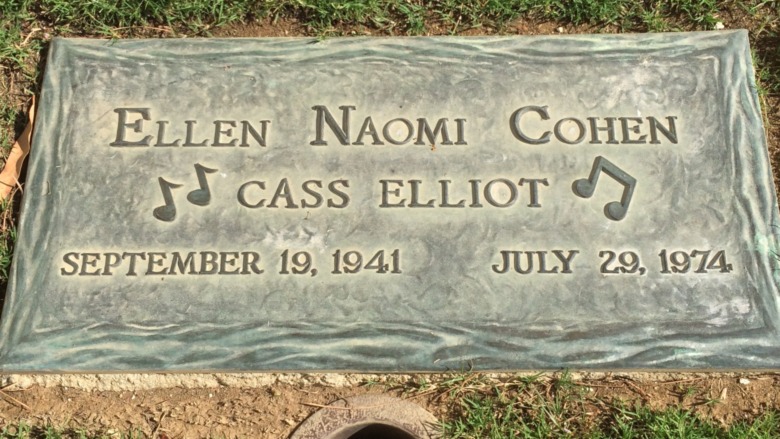 Ellen Naomi Cohen
CASS ELLIOT
SEPTEMBER 19, 1941 JULY 29, 1974